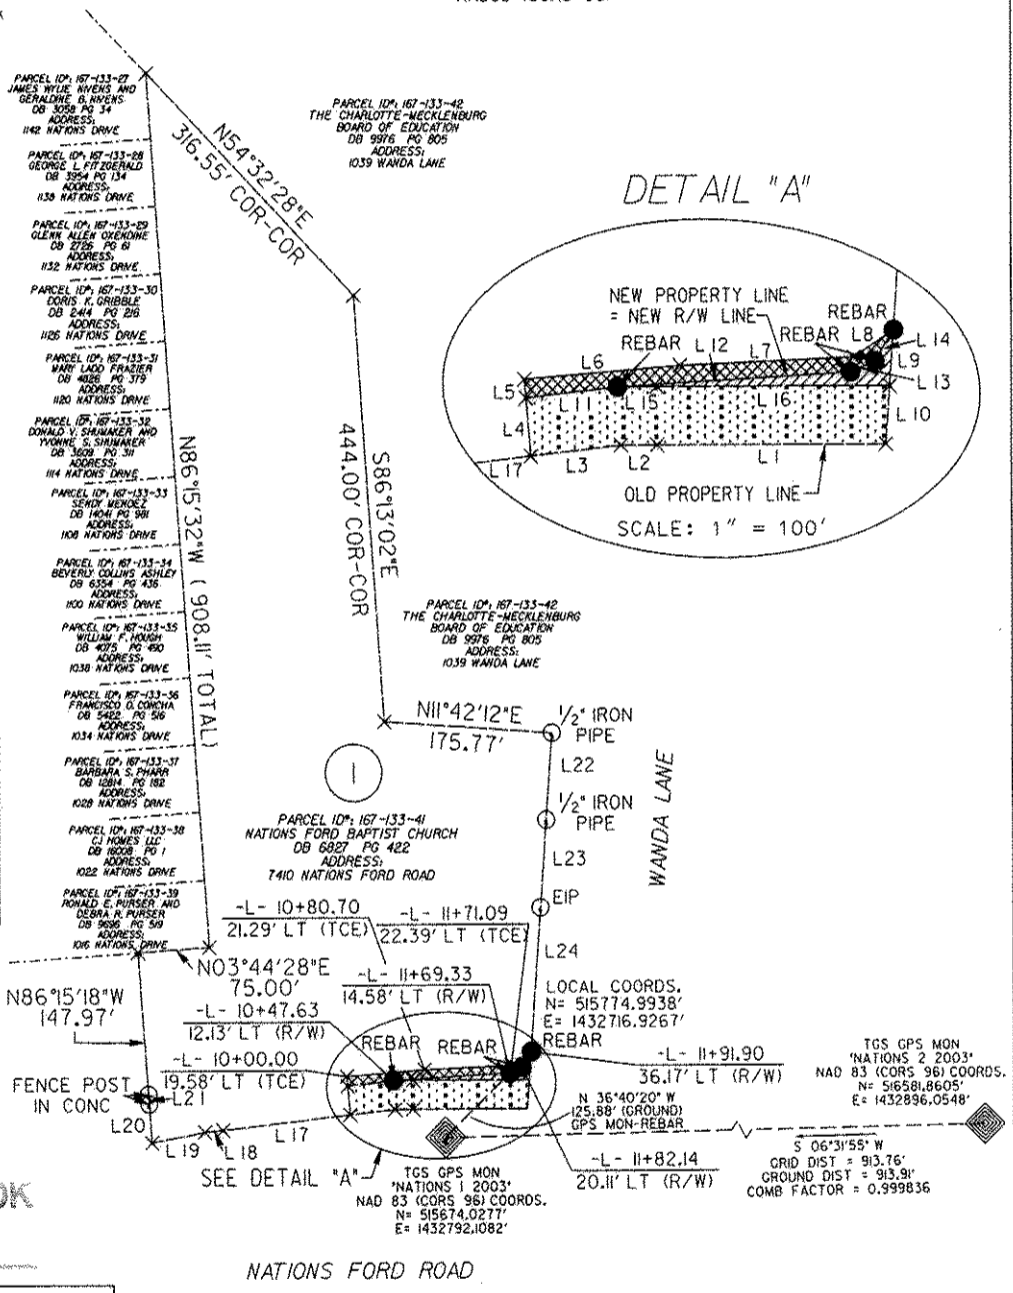 PARCEL ID#: 167-133-27
JAMES WYLIE NIVENS AND
GERALDINE B. NIVENS
DB 3058 PG 34
ADDRESS:
1142 NATIONS DRIVE
PARCEL ID#: 167-133-28
GEORGE L. FITZGERALD
DB 3954 PG 134
ADDRESS:
1138 NATIONS DRIVE
PARCEL ID#: 167-133-29
GLENN ALLEN OXENDINE
DB 2726 PG 61
ADDRESS:
1132 NATIONS DRIVE
PARCEL ID#: 167-133-30
DORIS K. GRIBBLE
DB 2414 PG 216
ADDRESS:
1126 NATIONS DRIVE
PARCEL ID#: 167-133-31
MARY LADD FRAZIER
DB 4826 PG 379
ADDRESS:
1120 NATIONS DRIVE
PARCEL ID#: 167-133-32
DONALD V. SHUMAKER AND
YVONNE S. SHUMAKER
DB 3609 PG 311
ADDRESS:
1114 NATIONS DRIVE
PARCEL ID#: 167-133-33
SENDY MENDEZ
DB 14041 PG 981
ADDRESS:
1108 NATIONS DRIVE
PARCEL ID#: 167-133-34
BEVERLY COLLINS ASHLEY
DB 6354 PG 436
ADDRESS:
1100 NATIONS DRIVE
PARCEL ID#: 167-133-35
WILLIAM F. HOUGH
DB 4075 PG 490
ADDRESS:
1038 NATIONS DRIVE
PARCEL ID#: 167-133-36
FRANCISCO O. CONCHA
DB 5422 PG 516
ADDRESS:
1034 NATIONS DRIVE
PARCEL ID#: 167-133-37
BARBARA S. PHARR
DB 12814 PG 182
ADDRESS:
1028 NATIONS DRIVE
PARCEL ID#: 167-133-38
CJ HOMES LLC
DB 16008 PG 1
ADDRESS:
1022 NATIONS DRIVE
PARCEL ID#: 167-133-39
RONALD E. PURSER AND
DEBRA R. PURSER
DB 9696 PG 519
ADDRESS:
1016 NATIONS DRIVE
N86°15'32"W (908.11' TOTAL)
N54°32'28"E
316.55' COR-COR
PARCEL ID#: 167-133-42
THE CHARLOTTE-MECKLENBURG
BOARD OF EDUCATION
DB 9976 PG 805
ADDRESS:
1039 WANDA LANE
S86°13'02"E
444.00' COR-COR
DETAIL "A"
NEW PROPERTY LINE
= NEW R/W LINE
REBAR
REBAR
REBAR
L8
L14
L6
L12
L7
L9
L5
L13
L11
L15
L16
L10
L4
L17
L3
L2
L1
OLD PROPERTY LINE
SCALE: 1" = 100'
PARCEL ID#: 167-133-42
THE CHARLOTTE-MECKLENBURG
BOARD OF EDUCATION
DB 9976 PG 805
ADDRESS:
1039 WANDA LANE
N11°42'12"E
175.77'
1/2" IRON
PIPE
L22
1/2" IRON
PIPE
L23
EIP
L24
WANDA LANE
1
PARCEL ID#: 167-133-41
NATIONS FORD BAPTIST CHURCH
DB 6827 PG 422
ADDRESS:
7410 NATIONS FORD ROAD
-L- 10+80.70
21.29' LT (TCE)
-L- 11+71.09
22.39' LT (TCE)
-L- 11+69.33
14.58' LT (R/W)
-L- 10+47.63
12.13' LT (R/W)
-L- 10+00.00
19.58' LT (TCE)
N03°44'28"E
75.00'
N86°15'18"W
147.97'
FENCE POST
IN CONC
L21
L20
L19
L18
L17
SEE DETAIL "A"
REBAR
REBAR
REBAR
LOCAL COORDS.
N= 515774.9938'
E= 1432716.9267'
-L- 11+91.90
36.17' LT (R/W)
N 36°40'20" W
125.88' (GROUND)
GPS MON-REBAR
-L- 11+82.14
20.11' LT (R/W)
TGS GPS MON
'NATIONS 2 2003'
NAD 83 (CORS 96) COORDS.
N= 516581.8605'
E= 1432896.0548'
S 06°31'55" W
GRID DIST = 913.76'
GROUND DIST = 913.91'
COMB FACTOR = 0.999836
TGS GPS MON
'NATIONS 1 2003'
NAD 83 (CORS 96) COORDS.
N= 515674.0277'
E= 1432792.1082'
NATIONS FORD ROAD